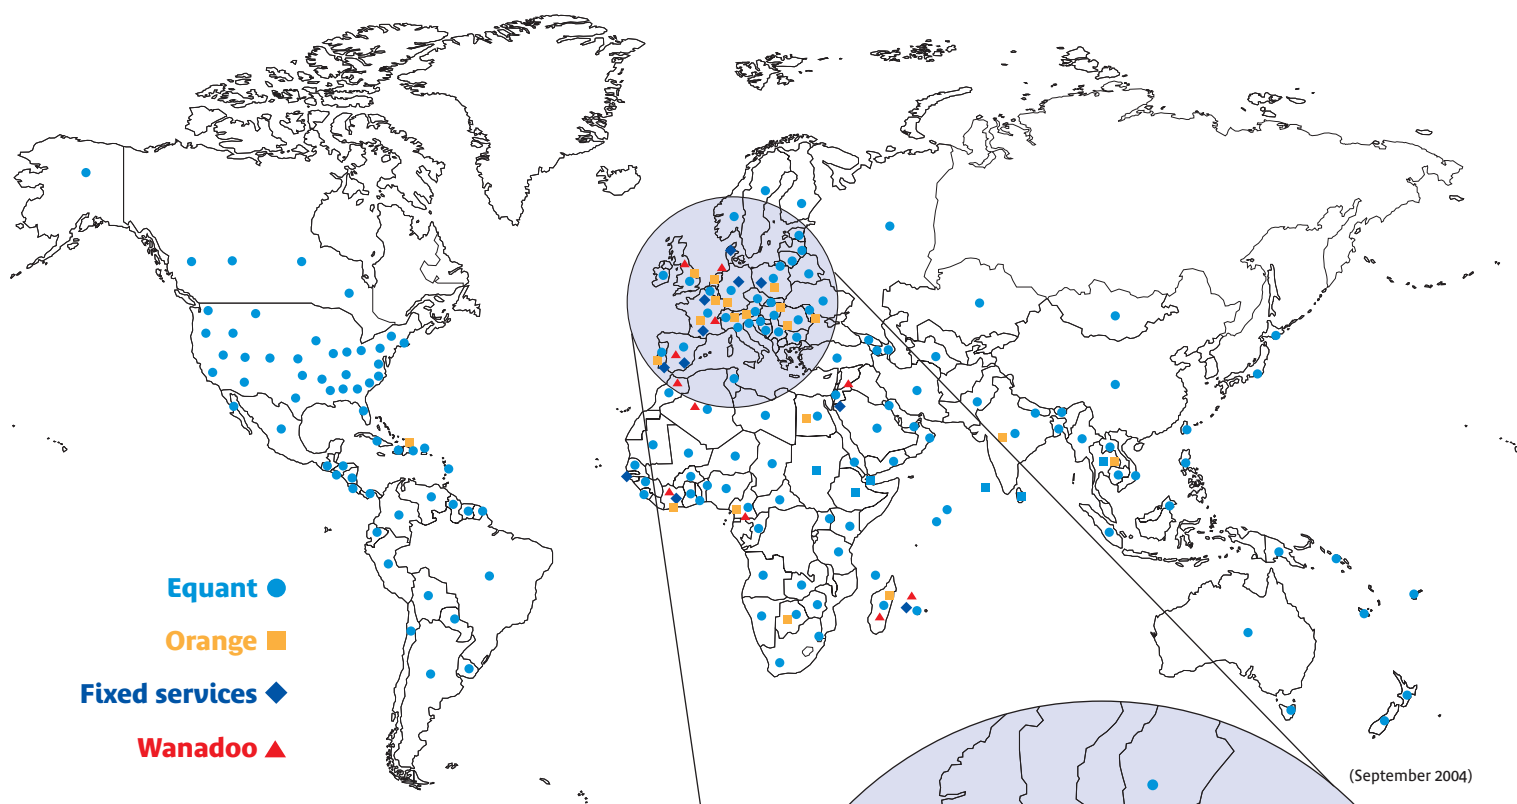 Equant
Orange
Fixed services
Wanadoo
(September 2004)